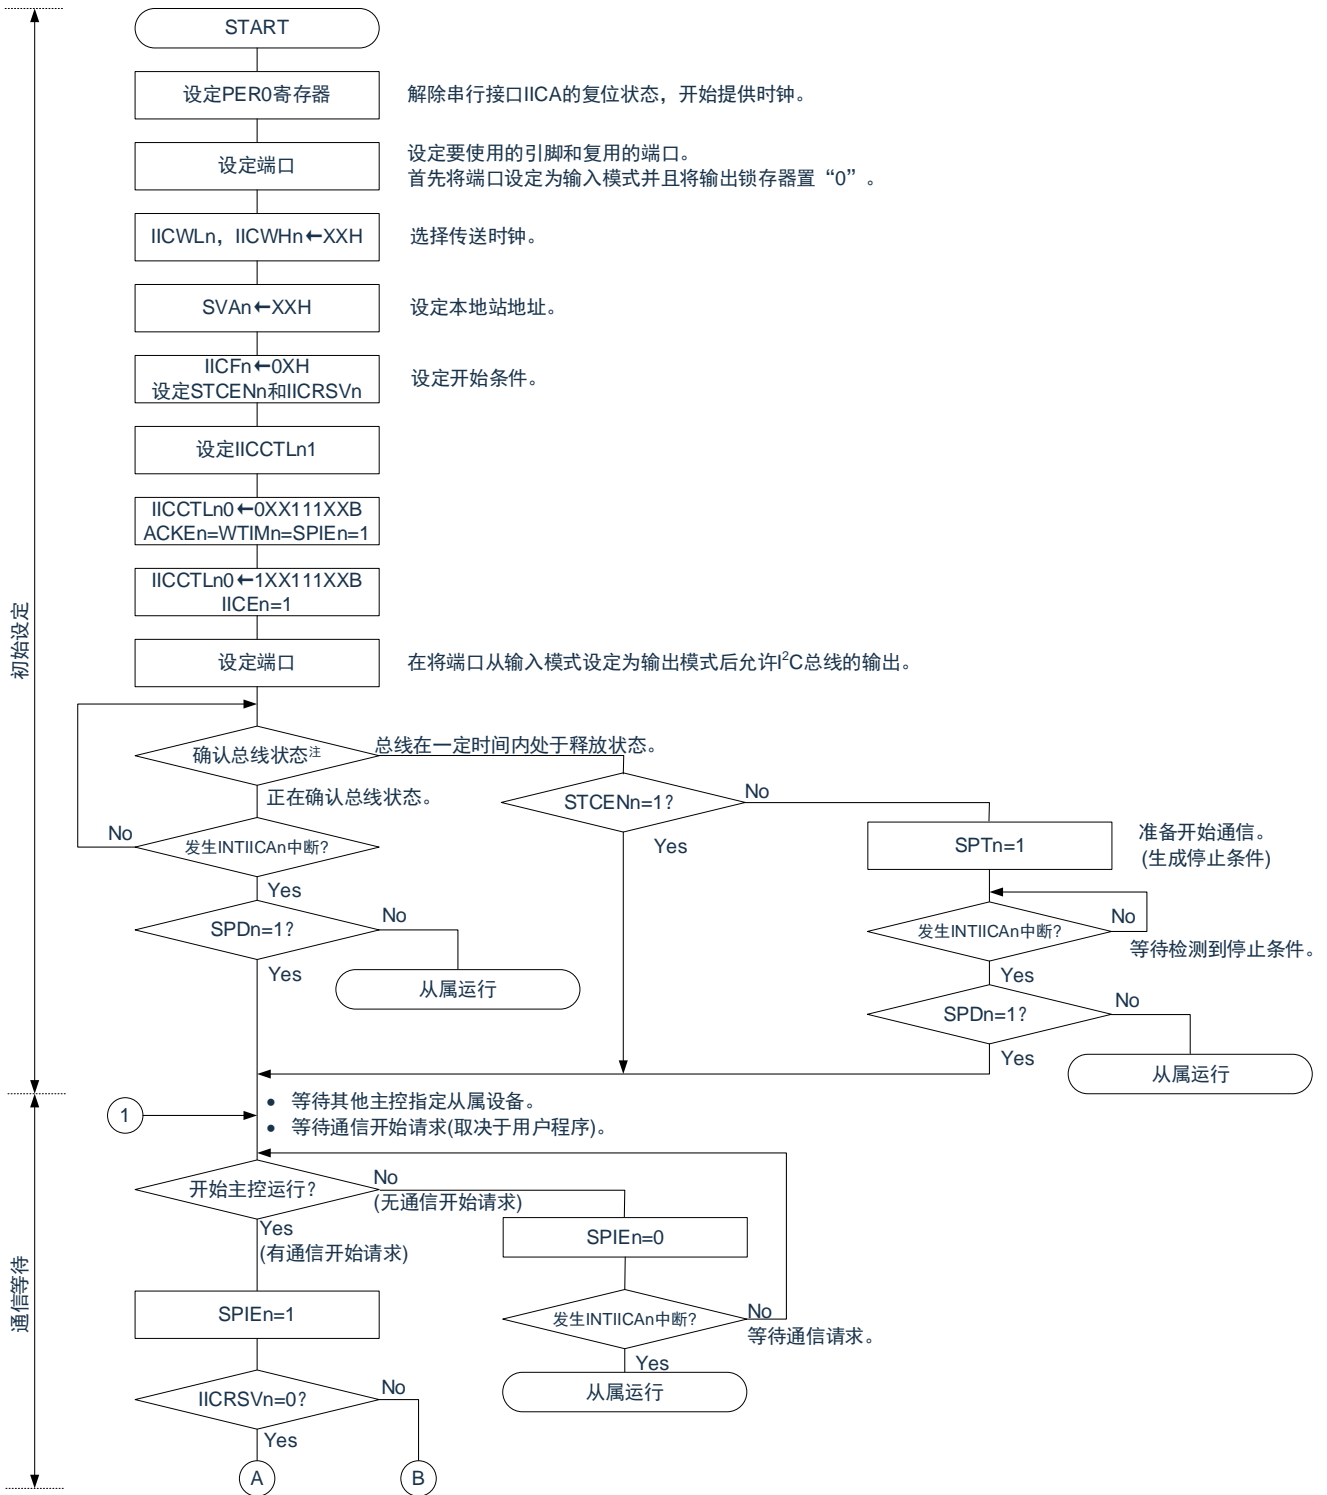 START
设定PER0寄存器
解除串行接口IICA的复位状态，开始提供时钟。
设定端口
设定要使用的引脚和复用的端口。
首先将端口设定为输入模式并且将输出锁存器置“0”。
IICWLn，IICWHn←XXH
选择传送时钟。
SVAn←XXH
设定本地站地址。
IICFn←0XH
设定STCENn和IICRSVn
设定开始条件。
设定IICCTLn1
IICCTLn0←0XX111XXB
ACKEn=WTIMn=SPIEn=1
IICCTLn0←1XX111XXB
IICEn=1
初始设定
设定端口
在将端口从输入模式设定为输出模式后允许I²C总线的输出。
确认总线状态注
总线在一定时间内处于释放状态。
正在确认总线状态。
STCENn=1?
No
Yes
SPTn=1
准备开始通信。
(生成停止条件)
No
发生INTIICAn中断?
Yes
SPDn=1?
No
Yes
从属运行
发生INTIICAn中断?
No
等待检测到停止条件。
Yes
SPDn=1?
No
Yes
从属运行
1
• 等待其他主控指定从属设备。
• 等待通信开始请求(取决于用户程序)。
通信等待
开始主控运行?
No
(无通信开始请求)
Yes
(有通信开始请求)
SPIEn=0
SPIEn=1
发生INTIICAn中断?
No
等待通信请求。
Yes
从属运行
IICRSVn=0?
No
Yes
A
B